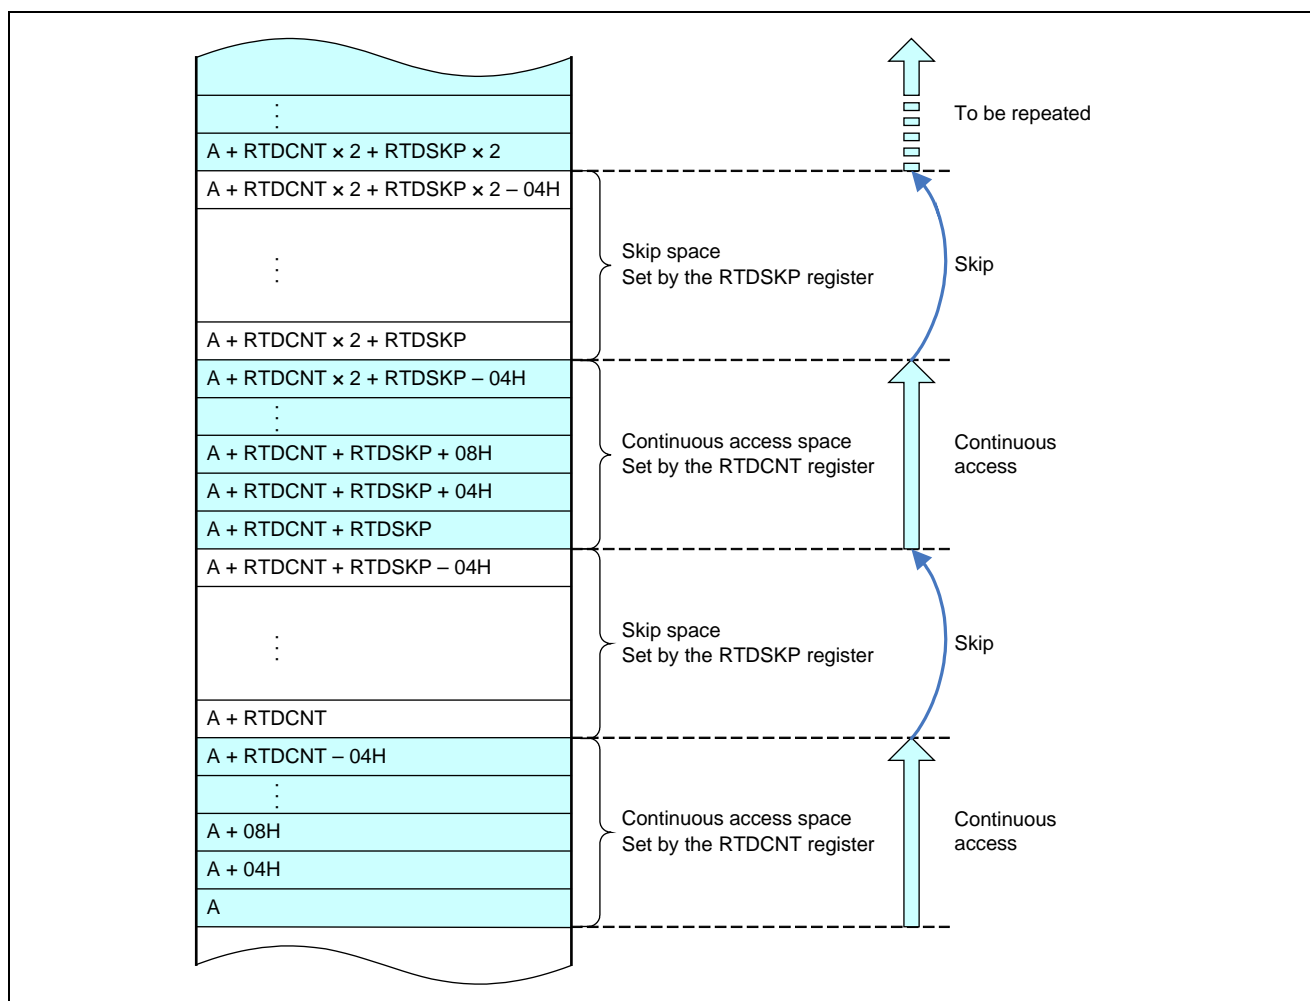 To be repeated
A + RTDCNT × 2 + RTDSKP × 2
A + RTDCNT × 2 + RTDSKP × 2 – 04H
Skip space
Set by the RTDSKP register
Skip
A + RTDCNT × 2 + RTDSKP
A + RTDCNT × 2 + RTDSKP – 04H
A + RTDCNT + RTDSKP + 08H
Continuous access space
Set by the RTDCNT register
Continuous
access
A + RTDCNT + RTDSKP + 04H
A + RTDCNT + RTDSKP
A + RTDCNT + RTDSKP – 04H
Skip space
Set by the RTDSKP register
Skip
A + RTDCNT
A + RTDCNT – 04H
Continuous access space
Set by the RTDCNT register
Continuous
access
A + 08H
A + 04H
A